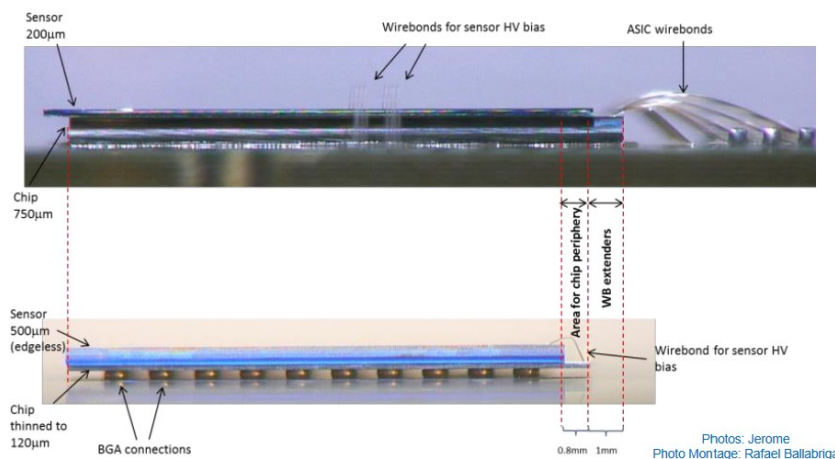 Sensor
200μm
Wirebonds for sensor HV bias
ASIC wirebonds
Chip
750μm
Area for chip periphery
WB extenders
Sensor
500μm
(edgeless)
Wirebond for sensor HV
bias
Chip
thinned to
120μm
BGA connections
0.8mm
1mm
Photos: Jerome
Photo Montage: Rafael Ballabriga